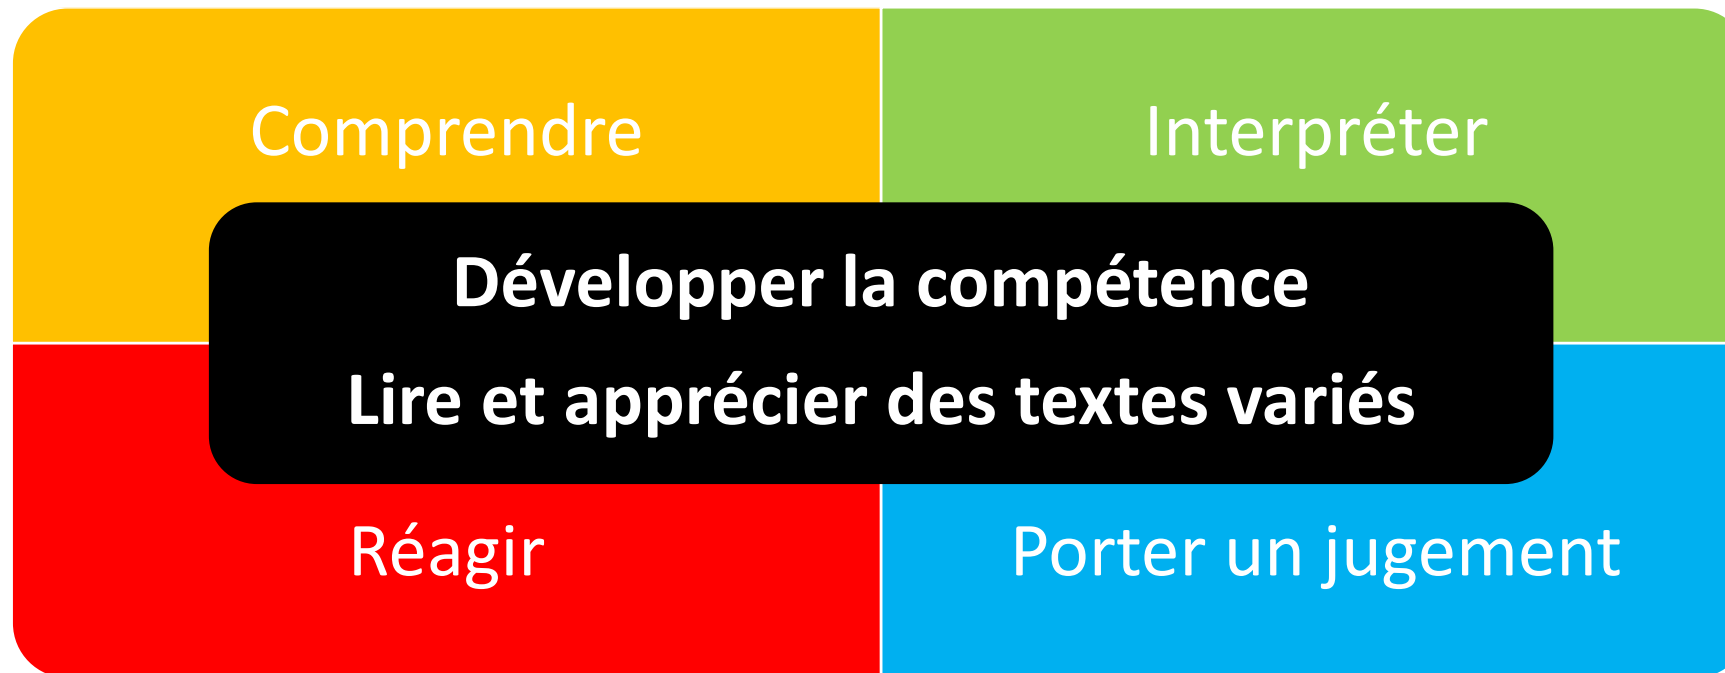 Comprendre
Interpréter
Développer la compétence
Lire et apprécier des textes variés
Réagir
Porter un jugement